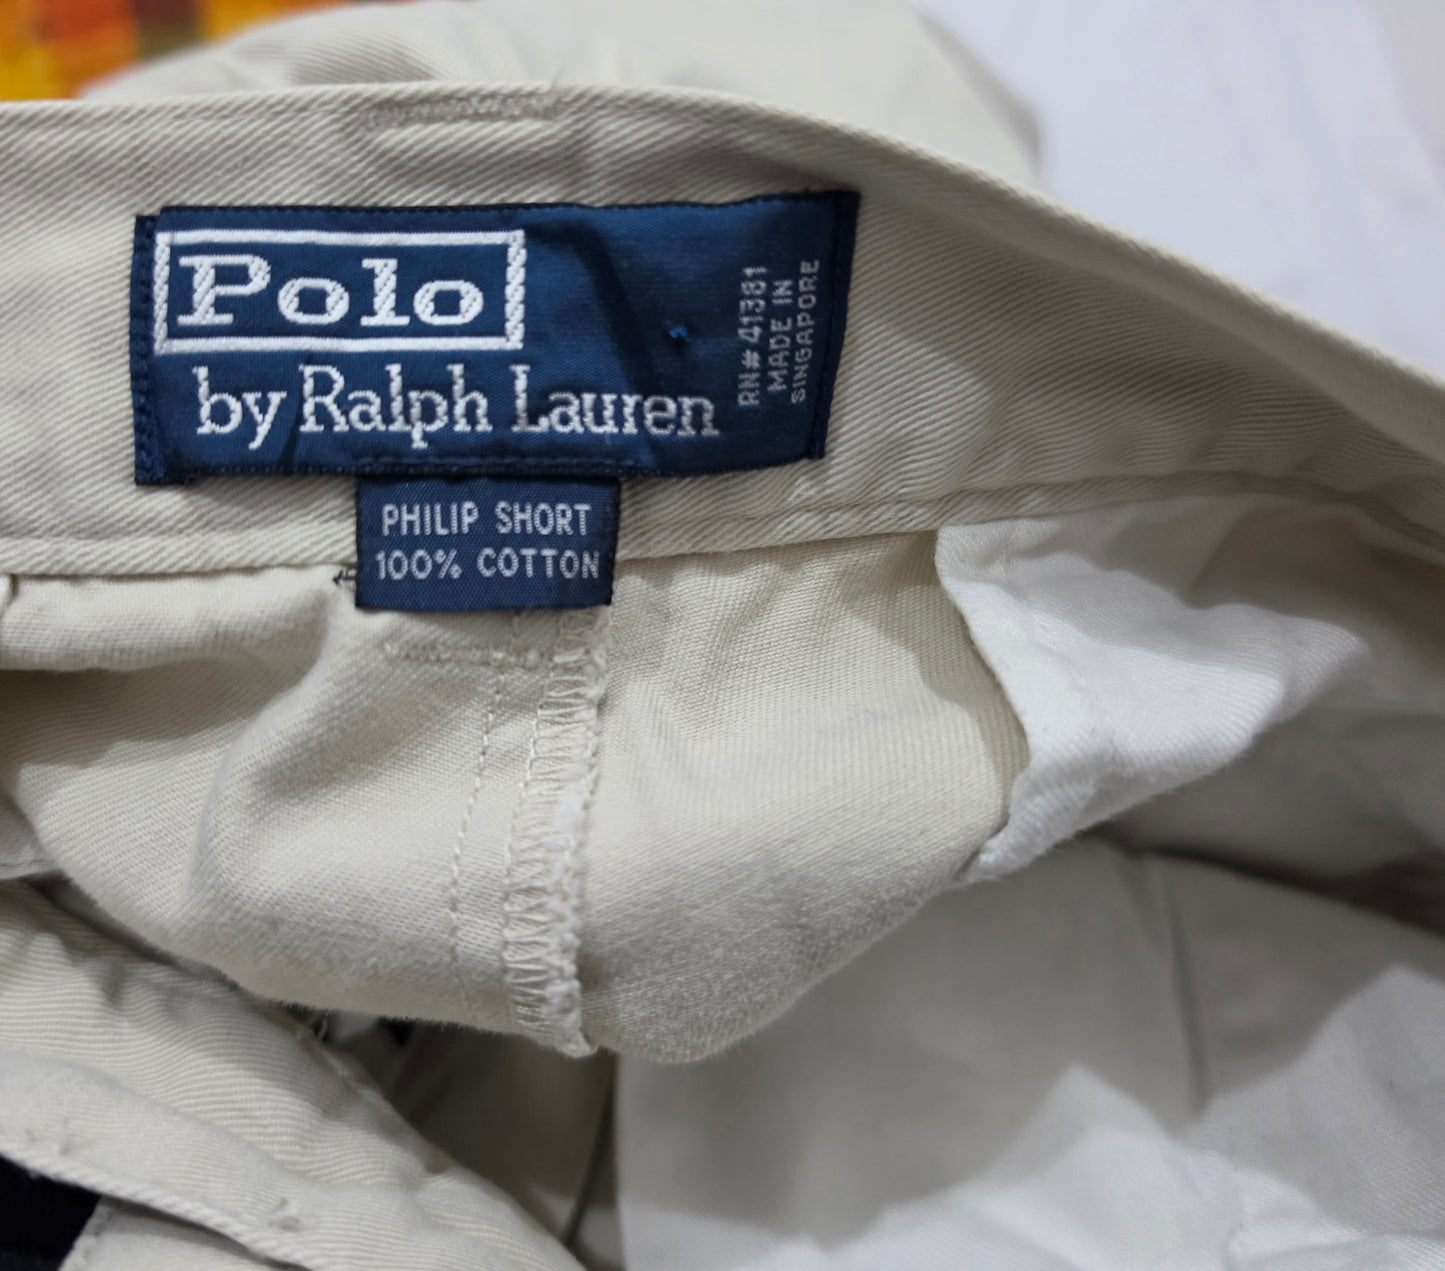 Polo
by Ralph Lauren
RN# 41381
MADE IN
SINGAPORE
PHILIP SHORT
100% COTTON